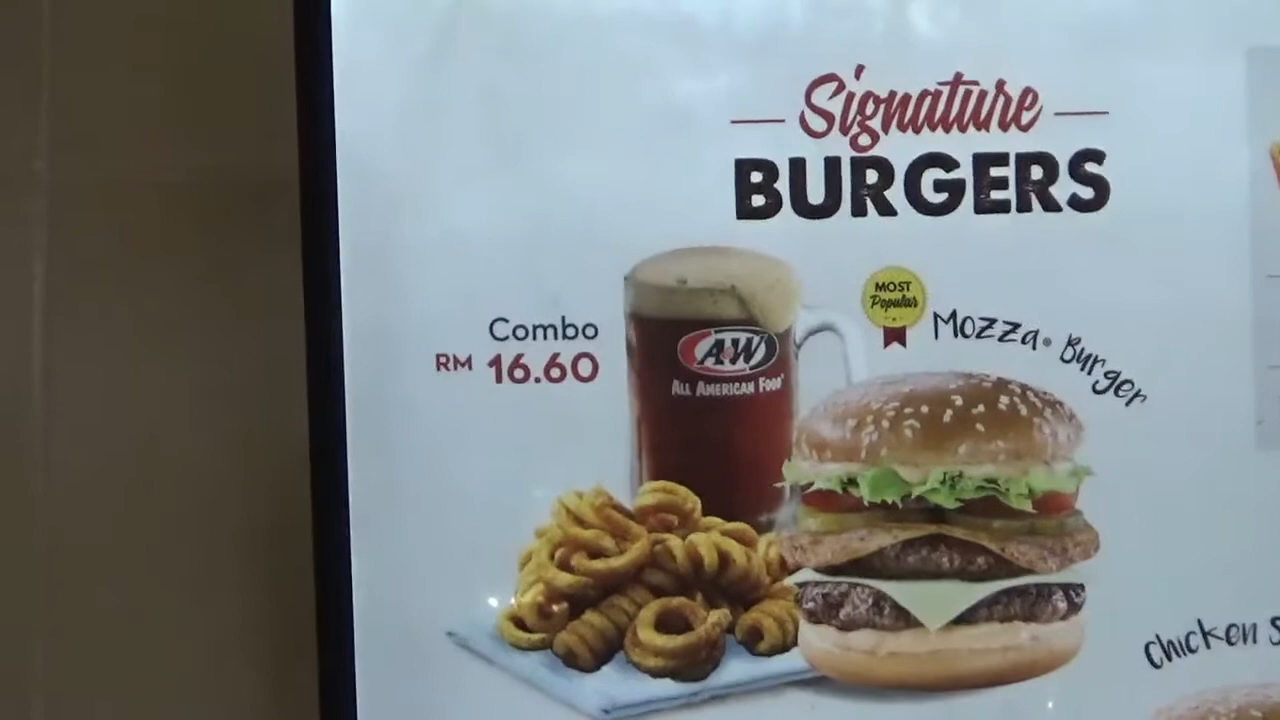 Signature
BURGERS
MOST
Popular
Mozza Burger
Combo
RM 16.60
A&W
ALL AMERICAN FOOD
Chicken